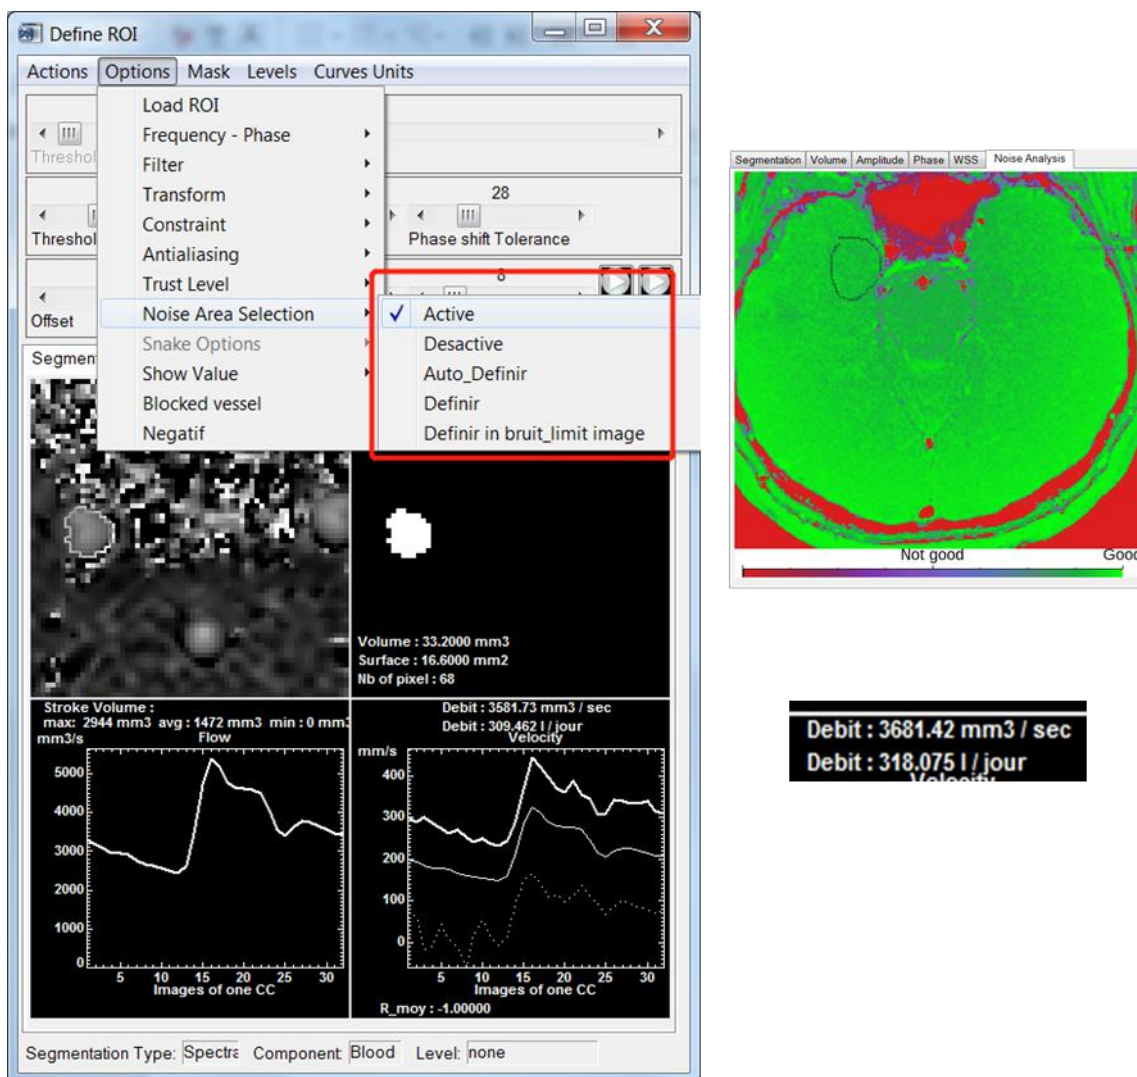 Define ROI
Actions Options Mask Levels Curves Units
Load ROI
Frequency - Phase
Filter
Transform
Constraint
Antialiasing
Trust Level
Noise Area Selection
Snake Options
Show Value
Blocked vessel
Negatif
Threshol
28
Threshol
Phase shift Tolerance
8
Offset
Active
Desactive
Auto_Definir
Definir
Definir in bruit_limit image
Segmen
Volume : 33.2000 mm3
Surface : 16.6000 mm2
Nb of pixel : 68
Stroke Volume :
max: 2944 mm3 avg : 1472 mm3 min : 0 mm3
mm3/s
Flow
5000
4000
3000
2000
1000
0
5 10 15 20 25 30
Images of one CC
Debit : 3581.73 mm3 / sec
Debit : 309.462 l / jour
Velocity
mm/s
400
300
200
100
0
5 10 15 20 25 30
Images of one CC
R_moy : -1.00000
Segmentation Type: Spectra Component: Blood Level: none
Segmentation Volume Amplitude Phase WSS Noise Analysis
Not good
Good
Debit : 3681.42 mm3 / sec
Debit : 318.075 l / jour
Velocity